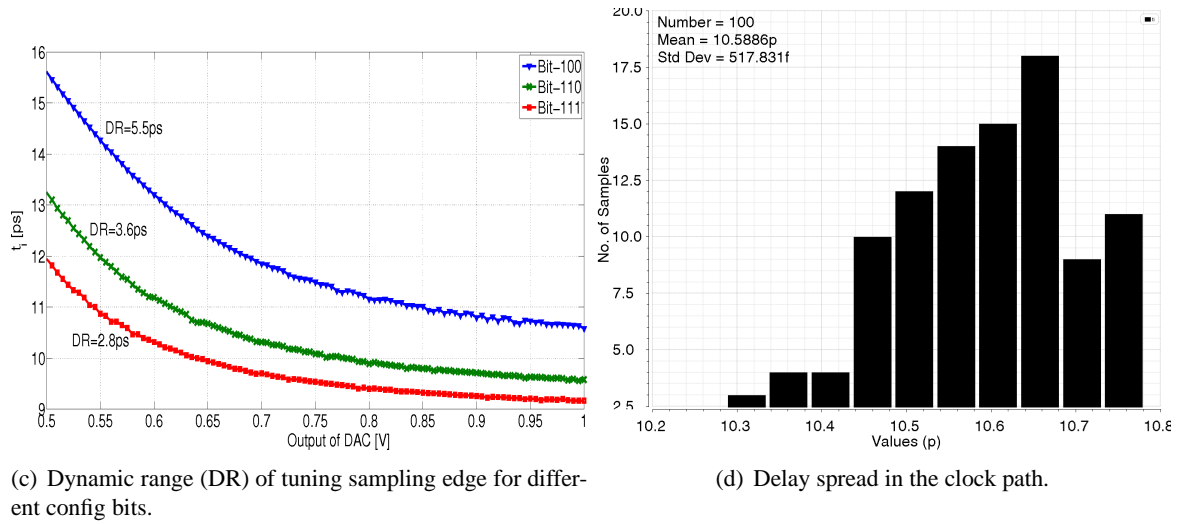 16
15
14
13
12
11
10
9
t_i [ps]
0.5 0.55 0.6 0.65 0.7 0.75 0.8 0.85 0.9 0.95 1
Output of DAC [V]
Bit-100
Bit-110
Bit-111
DR=5.5ps
DR=3.6ps
DR=2.8ps
20.0
17.5
15.0
12.5
10.0
7.5
5.0
2.5
No. of Samples
Number = 100
Mean = 10.5886p
Std Dev = 517.831f
10.2 10.3 10.4 10.5 10.6 10.7 10.8
Values (p)
(c) Dynamic range (DR) of tuning sampling edge for differ-
ent config bits.
(d) Delay spread in the clock path.